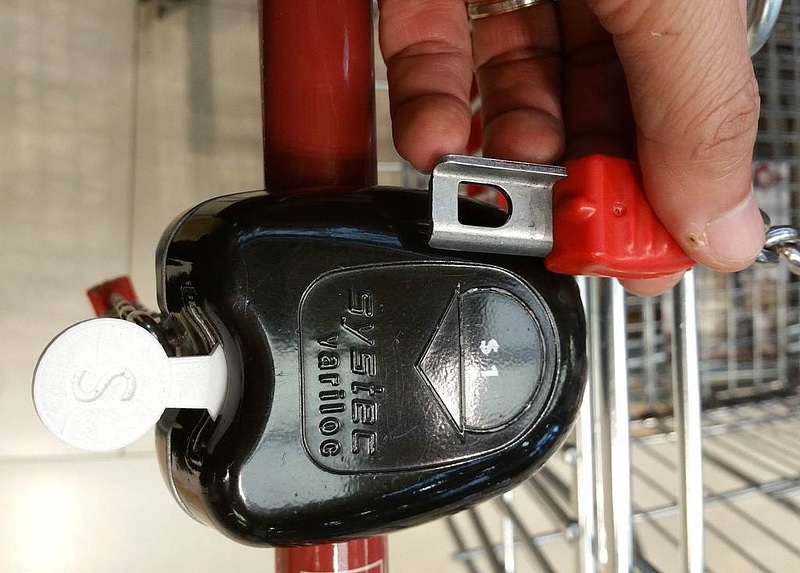 systec
variloc
$1
S